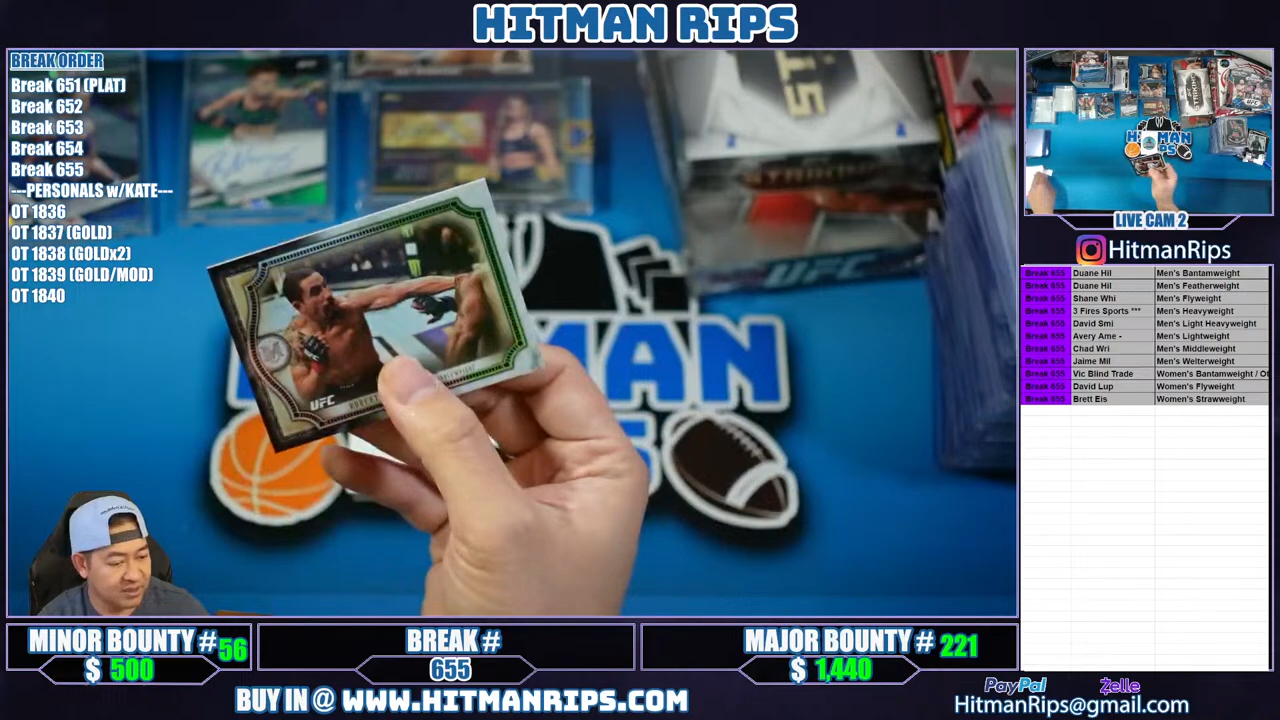 HITMAN RIPS
BREAK ORDER
Break 651 (PLAT)
Break 652
Break 653
Break 654
Break 655
---PERSONALS w/KATE---
OT 1836
OT 1837 (GOLD)
OT 1838 (GOLDx2)
OT 1839 (GOLD/MOD)
OT 1840
UFC
ROBERT
UFC
MAN
LIVE CAM 2
HitmanRips
Break 655 Duane Hil Men's Bantamweight
Break 655 Duane Hil Men's Featherweight
Break 655 Shane Whi Men's Flyweight
Break 655 3 Fires Sports *** Men's Heavyweight
Break 655 David Smi Men's Light Heavyweight
Break 655 Avery Ame - Men's Lightweight
Break 655 Chad Wri Men's Middleweight
Break 655 Jaime Mil Men's Welterweight
Break 655 Vic Blind Trade Women's Bantamweight / Ot
Break 655 David Lup Women's Flyweight
Break 655 Brett Eis Women's Strawweight
MINOR BOUNTY # 56
$ 500
BREAK #
655
MAJOR BOUNTY # 221
$ 1,440
BUY IN @ WWW.HITMANRIPS.COM
PayPal Zelle
HitmanRips@gmail.com